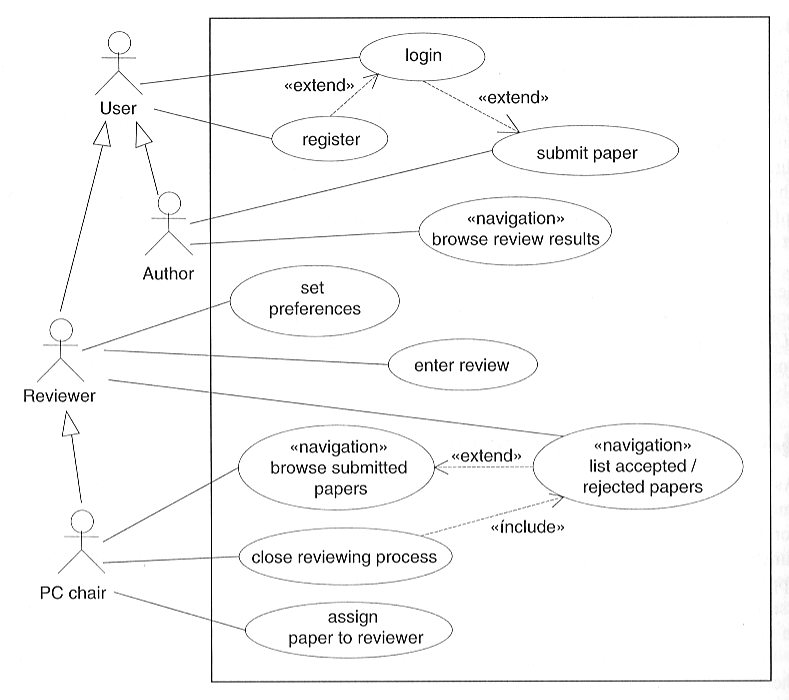 login
«extend»
«extend»
User
register
submit paper
«navigation»
browse review results
Author
set
preferences
enter review
Reviewer
«navigation»
browse submitted
papers
«extend»
«navigation»
list accepted /
rejected papers
«include»
close reviewing process
PC chair
assign
paper to reviewer